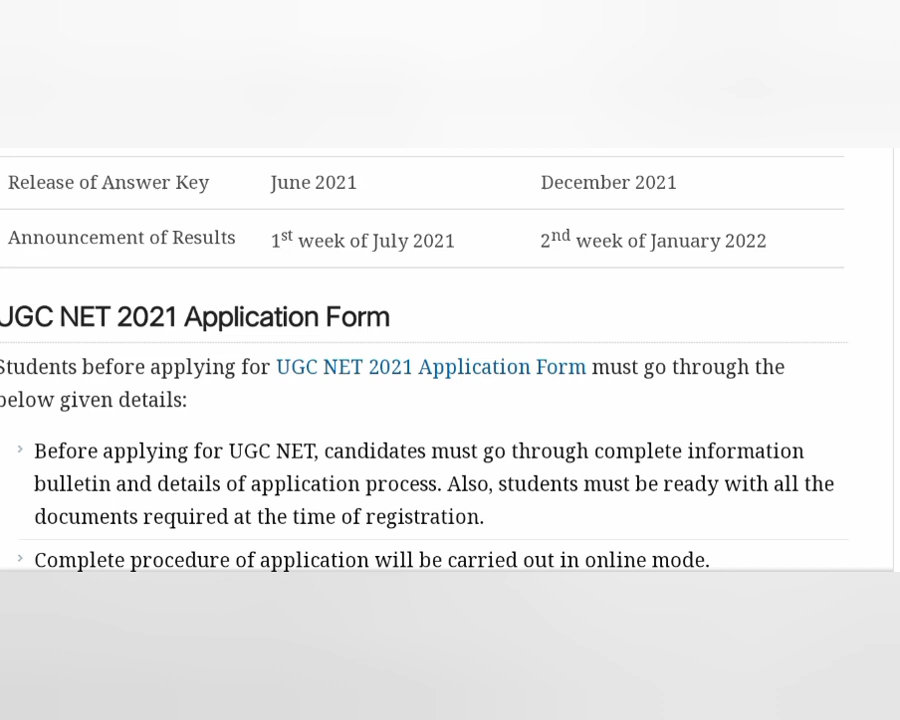 Release of Answer Key June 2021 December 2021
Announcement of Results 1st week of July 2021 2nd week of January 2022
UGC NET 2021 Application Form
Students before applying for UGC NET 2021 Application Form must go through the
below given details:
Before applying for UGC NET, candidates must go through complete information
bulletin and details of application process. Also, students must be ready with all the
documents required at the time of registration.
Complete procedure of application will be carried out in online mode.